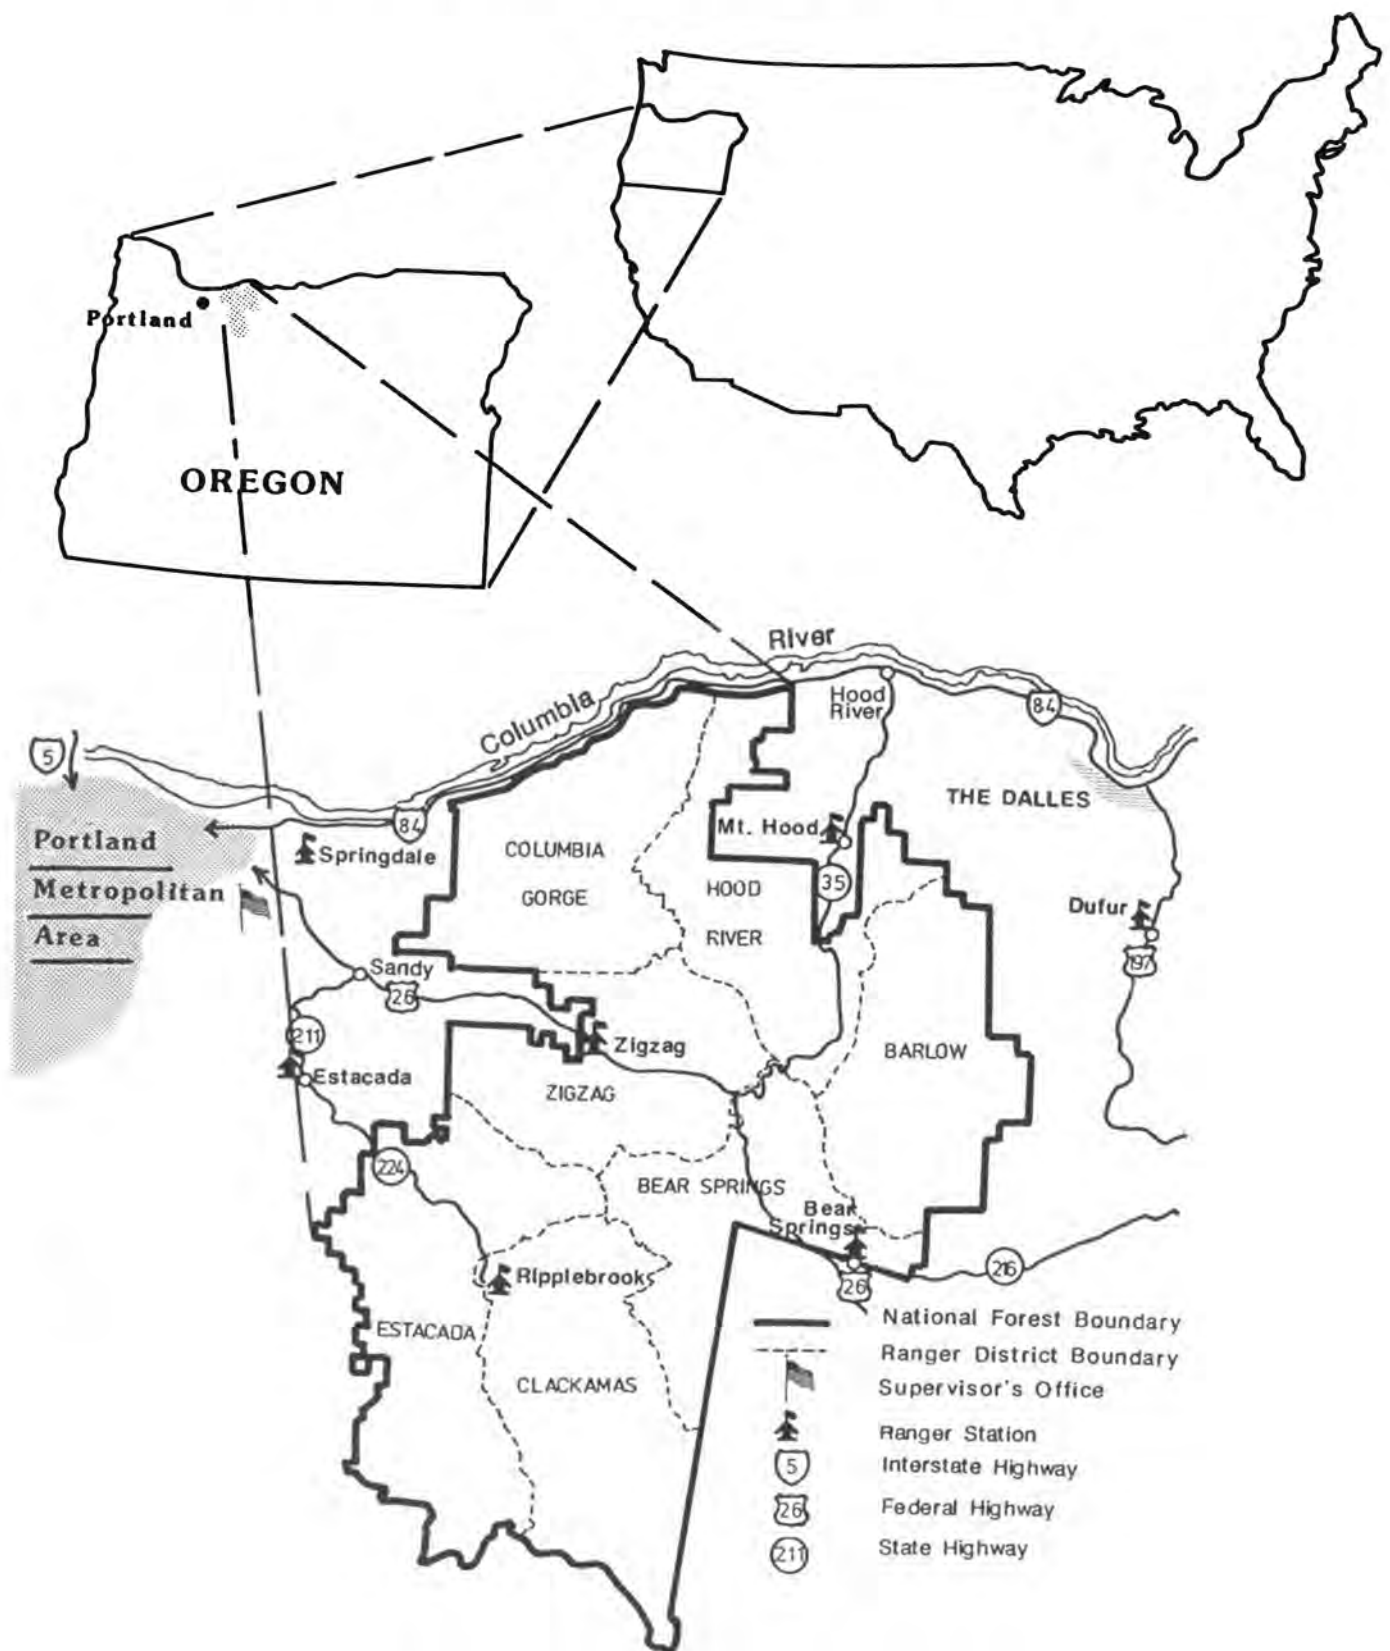 Portland
OREGON
River
Columbia
Hood
River
84
5
THE DALLES
Portland
Metropolitan
Area
84
Springdale
COLUMBIA
GORGE
Mt. Hood
35
HOOD
RIVER
Dufur
197
Sandy
26
211
Zigzag
BARLOW
Estacada
ZIGZAG
224
BEAR SPRINGS
Bear
Springs
26
216
Ripplebrook
ESTACADA
CLACKAMAS
National Forest Boundary
Ranger District Boundary
Supervisor's Office
Ranger Station
5
Interstate Highway
26
Federal Highway
211
State Highway